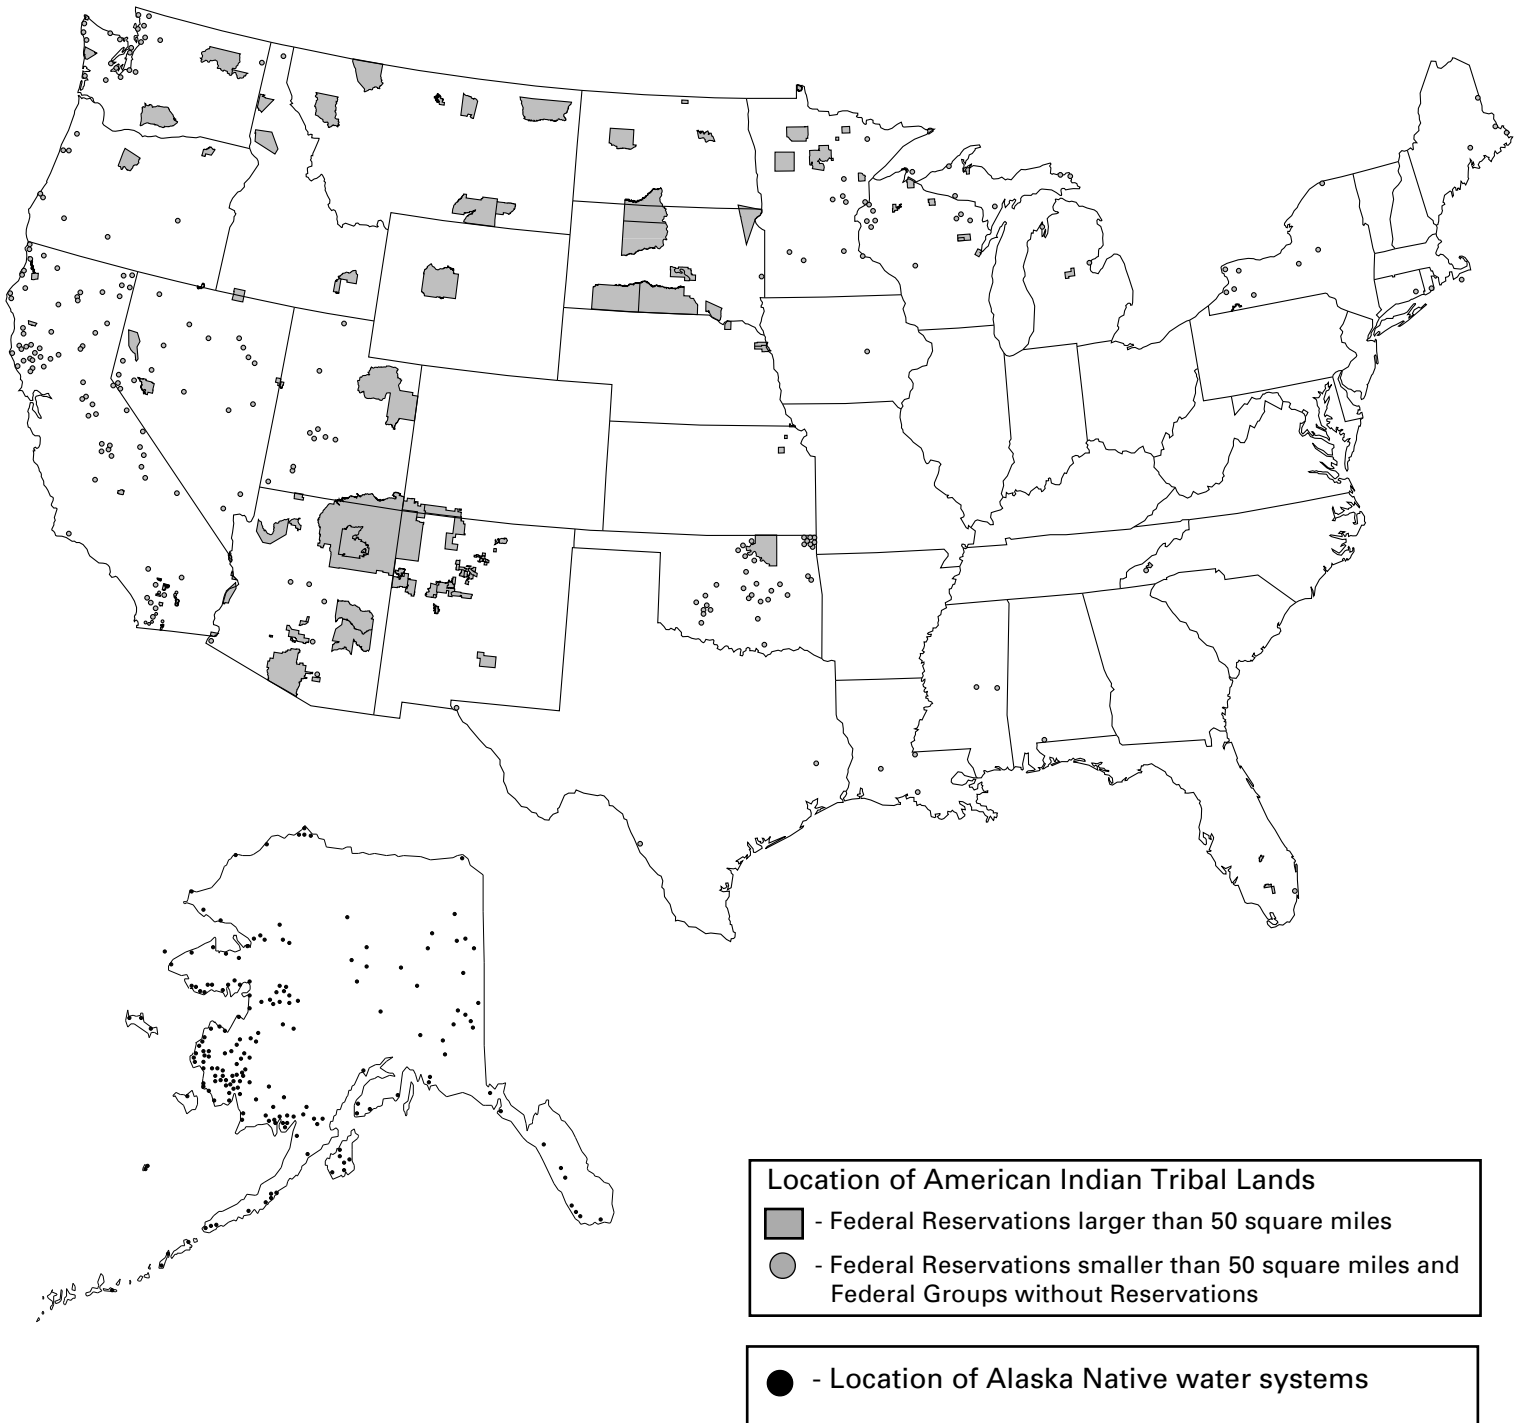 Location of American Indian Tribal Lands
- Federal Reservations larger than 50 square miles
- Federal Reservations smaller than 50 square miles and
Federal Groups without Reservations
- Location of Alaska Native water systems